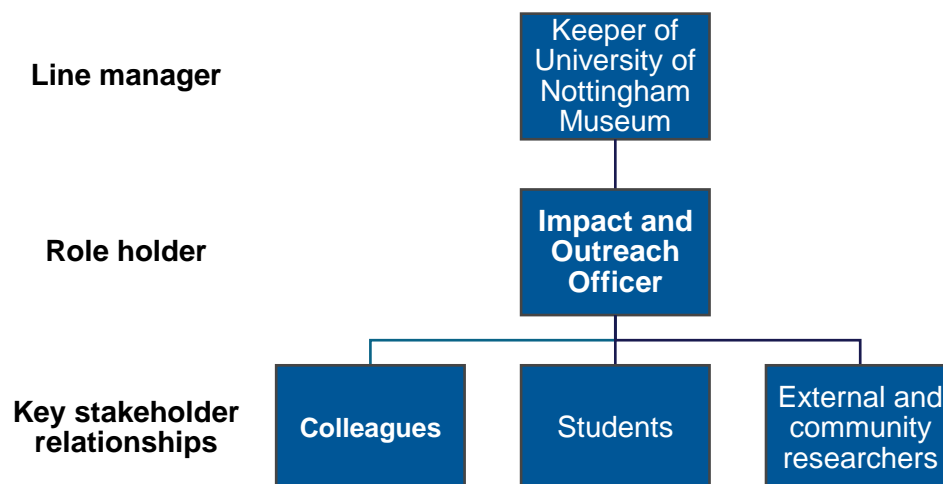 Line manager
Keeper of
University of
Nottingham
Museum
Role holder
Impact and
Outreach
Officer
Key stakeholder
relationships
Colleagues
Students
External and
community
researchers